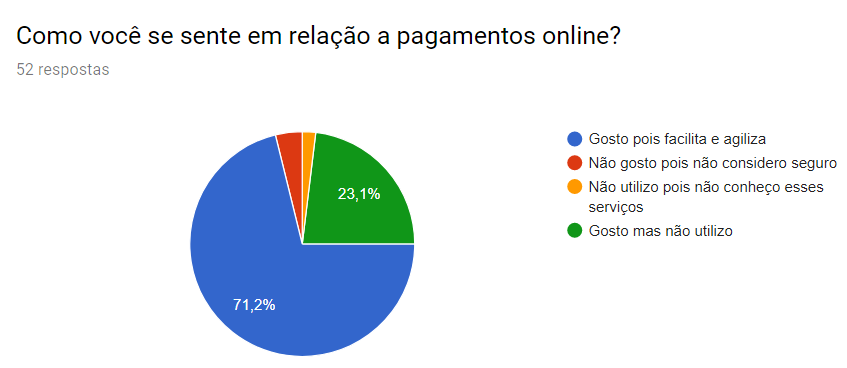 Como você se sente em relação a pagamentos online?
52 respostas
23,1%
71,2%
Gosto pois facilita e agiliza
Não gosto pois não considero seguro
Não utilizo pois não conheço esses
serviços
Gosto mas não utilizo